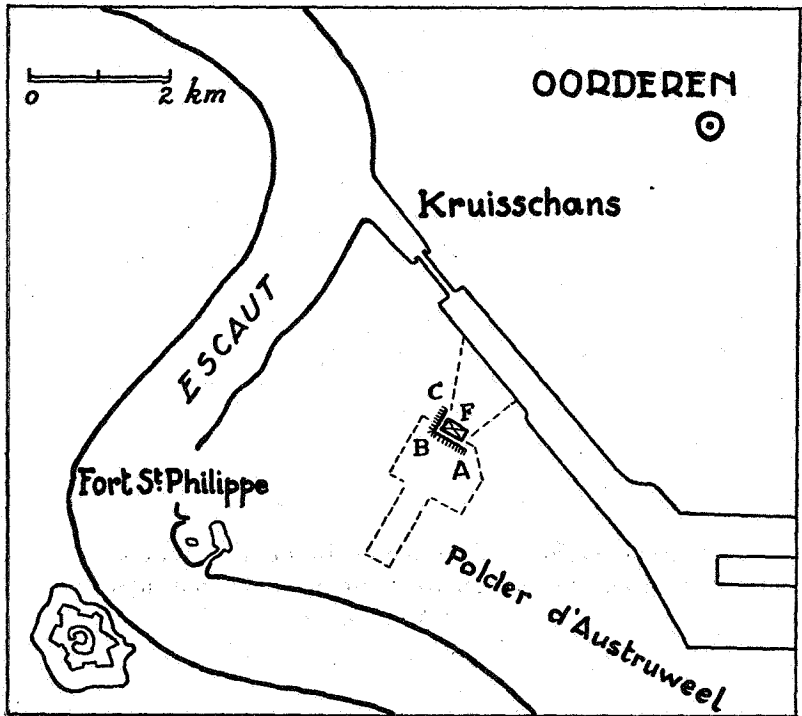 OORDEREN
0 2 km
Kruisschans
ESCAUT
C
F
B
A
Fort St. Philippe
Polder d'Austruweel